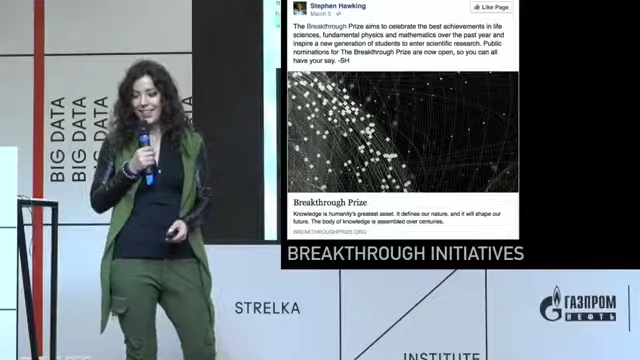 Stephen Hawking
March 5
Like Page
The Breakthrough Prize aims to celebrate the best achievements in life
sciences, fundamental physics and mathematics over the past year and
inspire a new generation of students to enter scientific research. Public
nominations for The Breakthrough Prize are now open, so you can all
have your say. -SH
Breakthrough Prize
Knowledge is humanity's greatest asset. It defines our nature, and it will shape our
future. The body of knowledge is assembled over centuries.
BREAKTHROUGHPRIZE.ORG
BREAKTHROUGH INITIATIVES
BIG DATA
BIG DATA
BIG DATA
BIG DATA
STRELKA
INSTITUTE
ГАЗПРОМ
НЕФТЬ